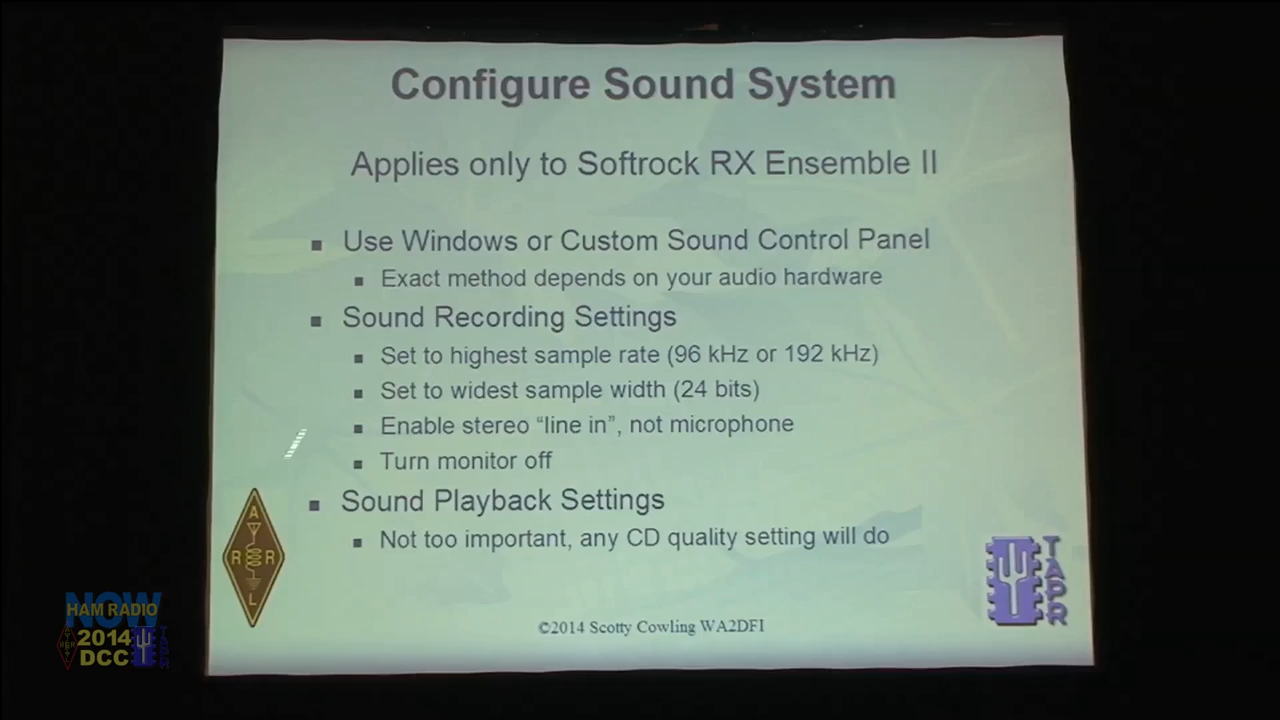 Configure Sound System
Applies only to Softrock RX Ensemble II
Use Windows or Custom Sound Control Panel
Exact method depends on your audio hardware
Sound Recording Settings
Set to highest sample rate (96 kHz or 192 kHz)
Set to widest sample width (24 bits)
Enable stereo “line in”, not microphone
Turn monitor off
Sound Playback Settings
Not too important, any CD quality setting will do
A
R R
L
TAPR
©2014 Scotty Cowling WA2DFI
NOW
HAM RADIO
2014
DCC
TAPR